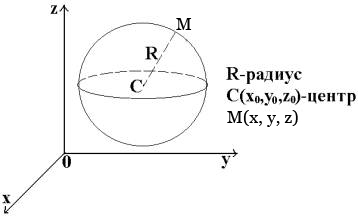 z
M
R
C
R-радиус
C(x₀,y₀,z₀)-центр
M(x, y, z)
0
y
x